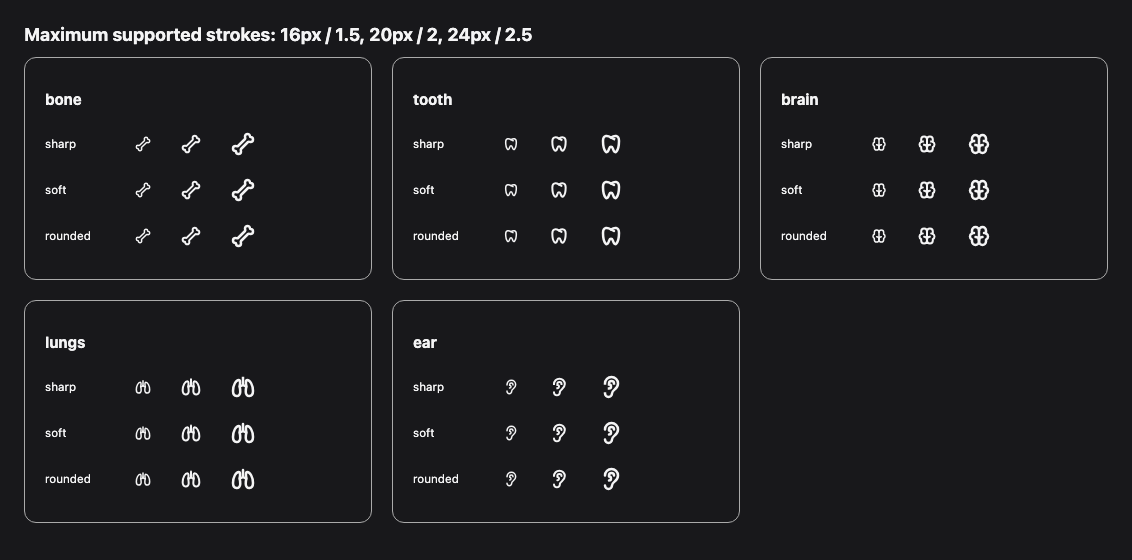 Maximum supported strokes: 16px / 1.5, 20px / 2, 24px / 2.5
bone
sharp
soft
rounded
tooth
sharp
soft
rounded
brain
sharp
soft
rounded
lungs
sharp
soft
rounded
ear
sharp
soft
rounded